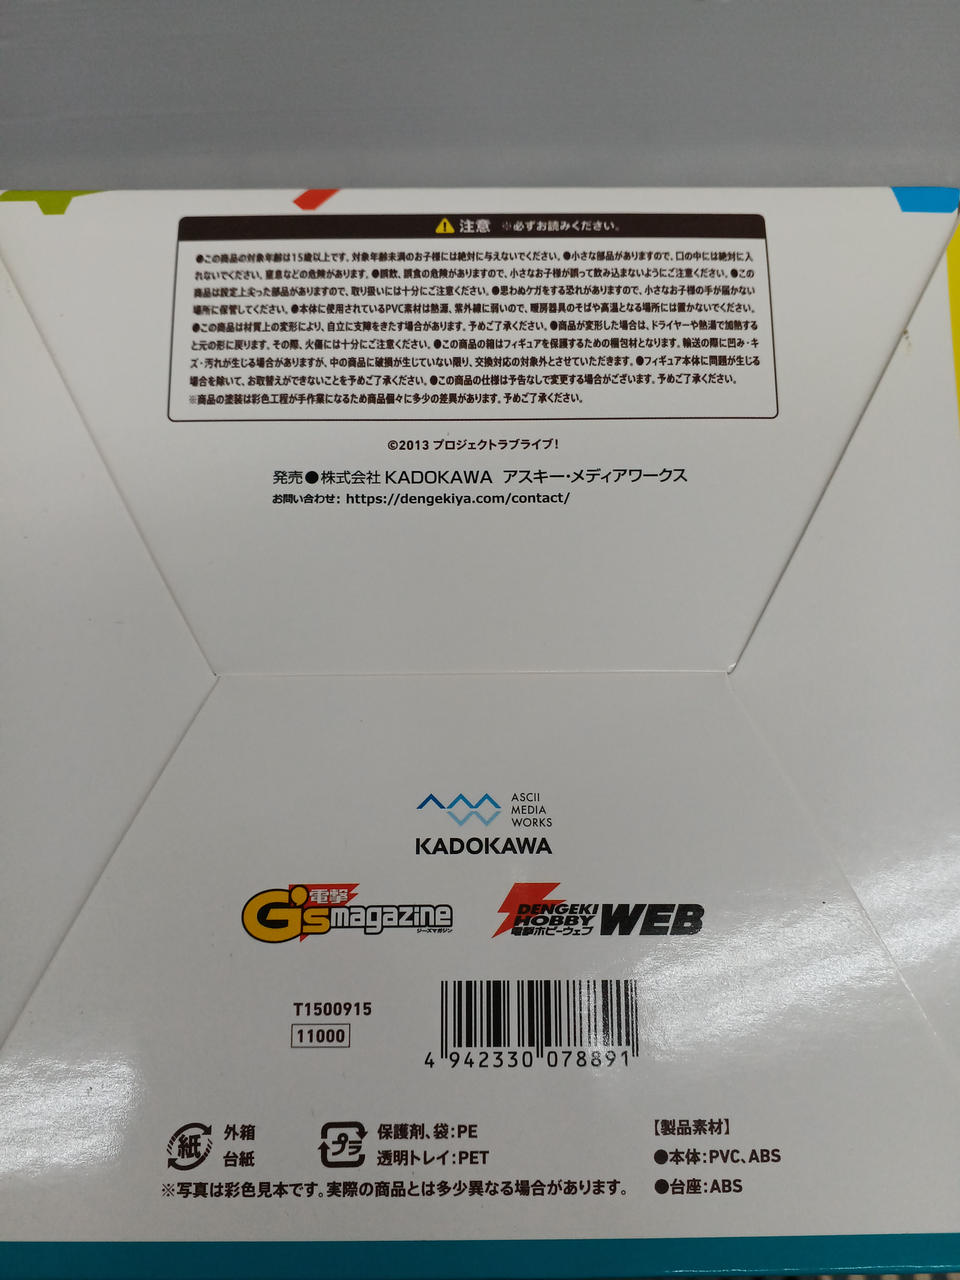 注意 ※必ずお読みください。
●この商品の対象年齢は15歳以上です。対象年齢未満のお子様には絶対に与えないでください。●小さな部品がありますので、口の中には絶対に入
れないでください。窒息などの危険があります。●誤飲、誤食の危険がありますので、小さなお子様が誤って飲み込まないようにご注意ください。●この
商品は設定上尖った部品がありますので、取り扱いには十分にご注意ください。●思わぬケガをする恐れがありますので、小さなお子様の手が届かない
場所に保管してください。●本体に使用されているPVC素材は熱源、紫外線に弱いので、暖房器具のそばや高温となる場所には置かないでください。
●この商品は材質上の変形により、自立に支障をきたす場合があります。予めご了承ください。●商品が変形した場合は、ドライヤーや熱湯で加熱する
と元の形に戻ります。その際、火傷には十分にご注意ください。●この商品の箱はフィギュアを保護するための梱包材となります。輸送の際に凹み・キ
ズ・汚れが生じる場合がありますが、中の商品に破損が生じていない限り、交換対応の対象外とさせていただきます。●フィギュア本体に問題が生じる
場合を除いて、お取替えができないことを予めご了承ください。●この商品の仕様は予告なしで変更する場合がございます。予めご了承ください。
※商品の塗装は彩色工程が手作業になるため商品個々に多少の差異があります。予めご了承ください。
©2013 プロジェクトラブライブ！
発売●株式会社 KADOKAWA アスキー・メディアワークス
お問い合わせ: https://dengekiya.com/contact/
ASCII
MEDIA
WORKS
KADOKAWA
電撃
G's magazine
ジーズマガジン
DENGEKI
HOBBY WEB
電撃ホビーウェブ
T1500915
11000
4 942330 078891
紙 外箱
台紙
プラ 保護剤、袋:PE
透明トレイ:PET
【製品素材】
●本体:PVC、ABS
●台座:ABS
※写真は彩色見本です。実際の商品とは多少異なる場合があります。